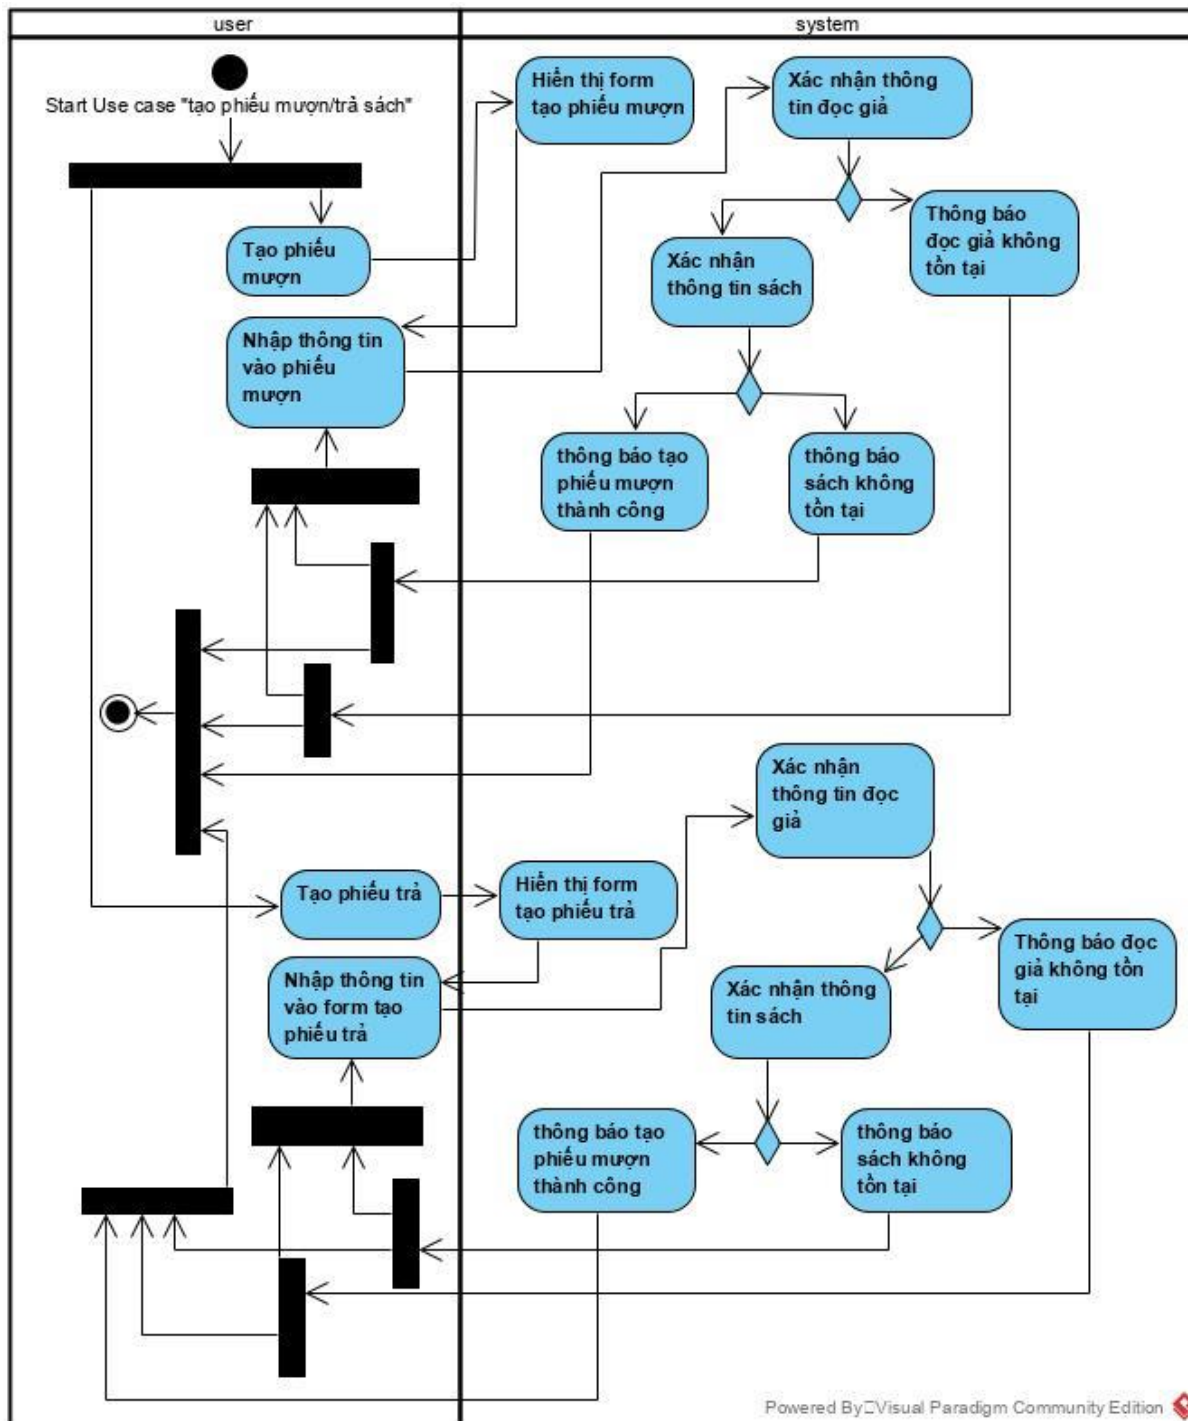 user
system
Start Use case "tạo phiếu mượn/trả sách"
Hiển thị form
tạo phiếu mượn
Xác nhận thông
tin đọc giả
Tạo phiếu
mượn
Xác nhận
thông tin sách
Thông báo
đọc giả không
tồn tại
Nhập thông tin
vào phiếu
mượn
thông báo tạo
phiếu mượn
thành công
thông báo
sách không
tồn tại
Xác nhận
thông tin đọc
giả
Tạo phiếu trả
Hiển thị form
tạo phiếu trả
Thông báo đọc
giả không tồn
tại
Nhập thông tin
vào form tạo
phiếu trả
Xác nhận thông
tin sách
thông báo tạo
phiếu mượn
thành công
thông báo
sách không
tồn tại
Powered By Visual Paradigm Community Edition